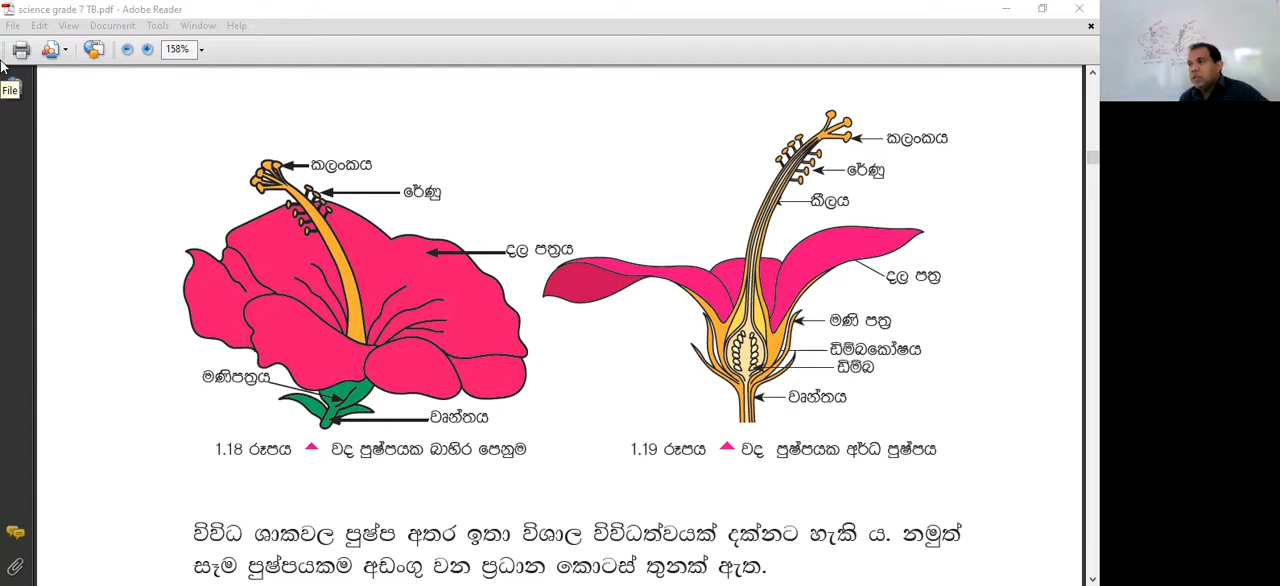 science grade 7 TB.pdf - Adobe Reader
File Edit View Document Tools Window Help
158%
File
කලංකය
රේණු
දල පත්‍රය
මණිපත්‍රය
වෘන්තය
1.18 රූපය ▲ වද පුෂ්පයක බාහිර පෙනුම
කලංකය
රේණු
කීලය
දල පත්‍ර
මණි පත්‍ර
ඩිම්බකෝෂය
ඩිම්බ
වෘන්තය
1.19 රූපය ▲ වද පුෂ්පයක අර්ධ පුෂ්පය
විවිධ ශාකවල පුෂ්ප අතර ඉතා විශාල විවිධත්වයක් දක්නට හැකි ය. නමුත්
සෑම පුෂ්පයකම අඩංගු වන ප්‍රධාන කොටස් තුනක් ඇත.